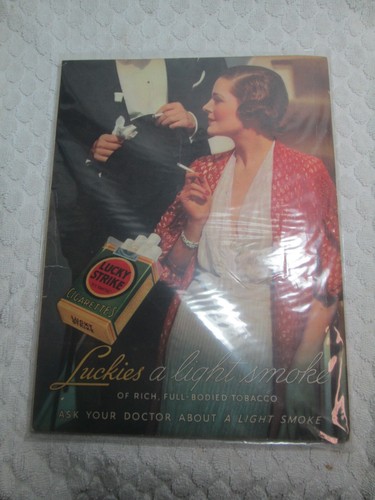 LUCKY
STRIKE
CIGARETTES
Luckies a light smoke
OF RICH, FULL-BODIED TOBACCO
ASK YOUR DOCTOR ABOUT A LIGHT SMOKE